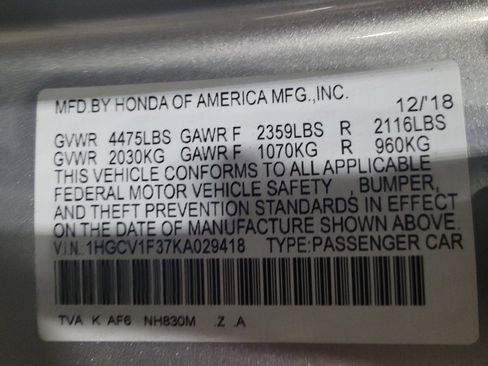 MFD.BY HONDA OF AMERICA MFG.,INC.
12/'18
GVWR 4475LBS GAWR F 2359LBS R 2116LBS
GVWR 2030KG GAWR F 1070KG R 960KG
THIS VEHICLE CONFORMS TO ALL APPLICABLE
FEDERAL MOTOR VEHICLE SAFETY , BUMPER,
AND THEFT PREVENTION STANDARDS IN EFFECT
ON THE DATE OF MANUFACTURE SHOWN ABOVE.
V.I.N.:1HGCV1F37KA029418 TYPE:PASSENGER CAR
TVA K AF6 NH830M .Z .A